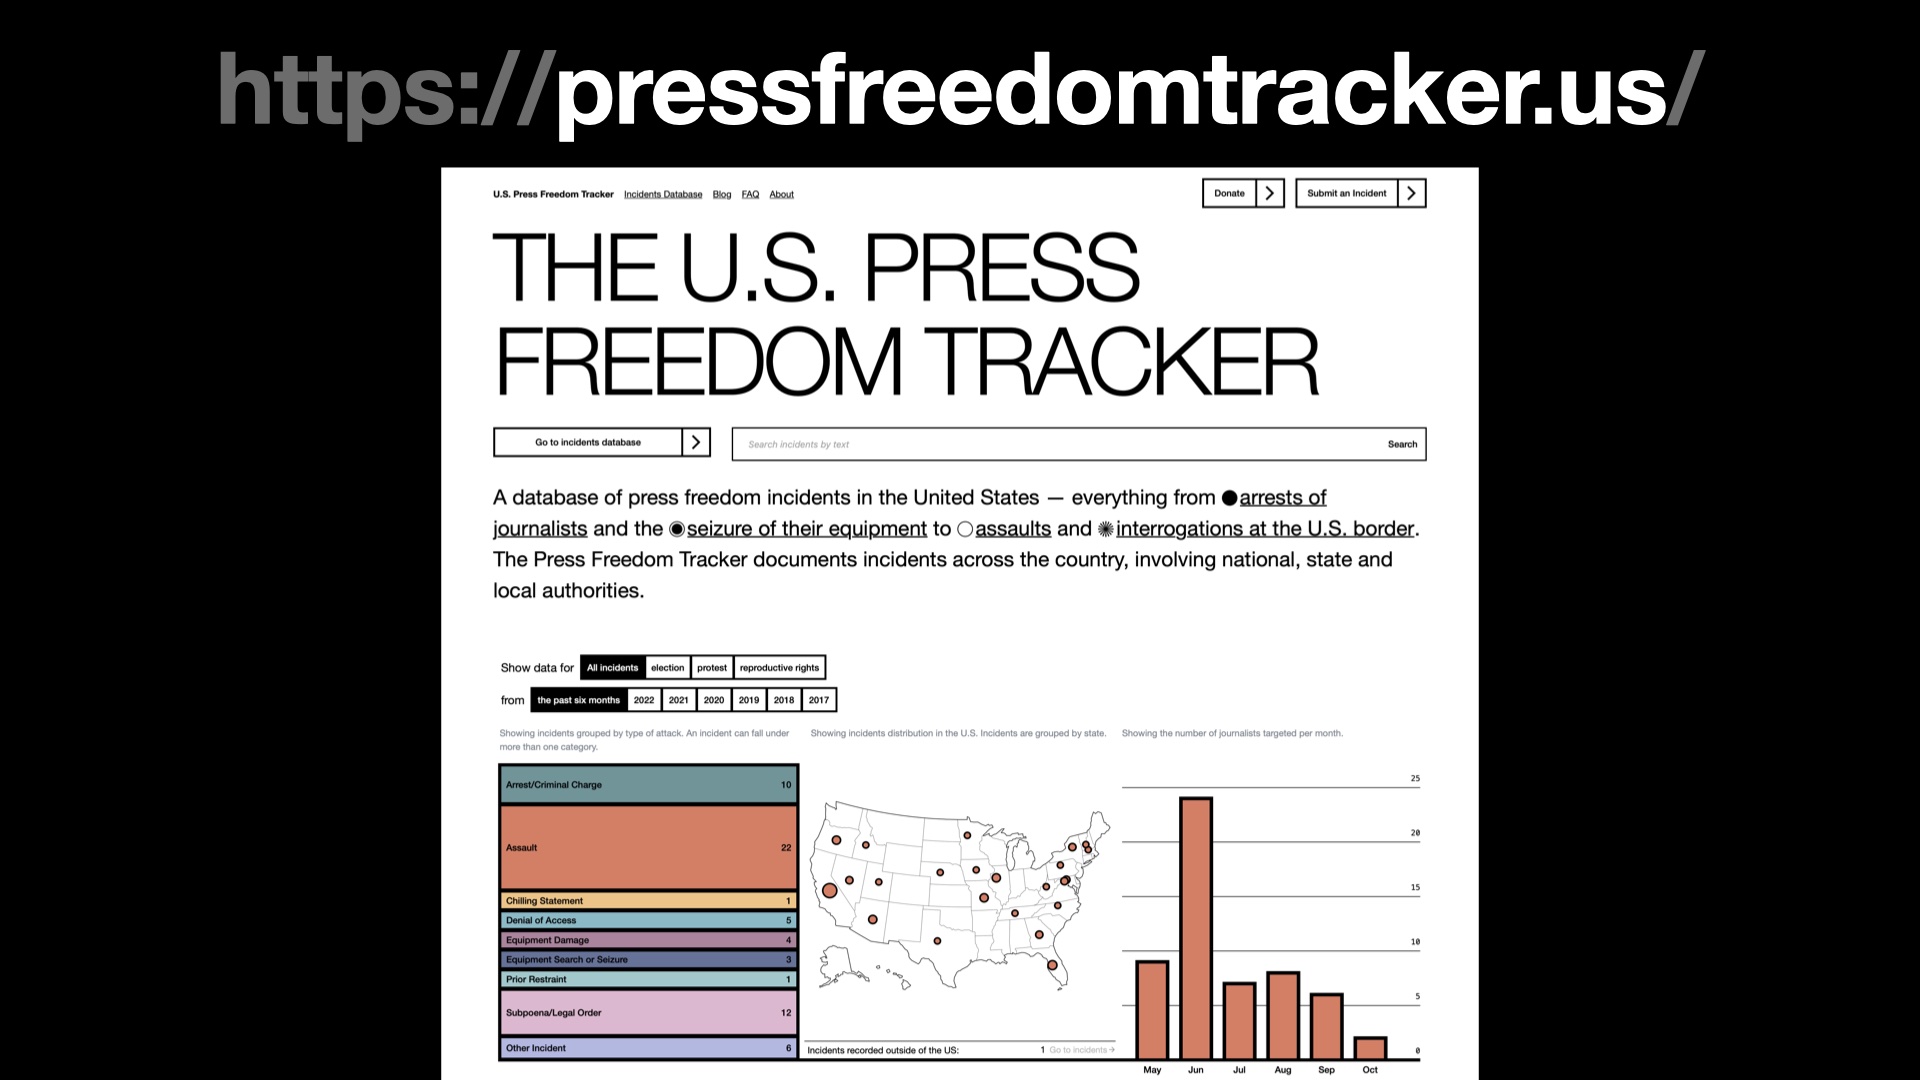 https://pressfreedomtracker.us/
U.S. Press Freedom Tracker Incidents Database Blog FAQ About
Donate
Submit an Incident
THE U.S. PRESS
FREEDOM TRACKER
Go to incidents database
Search incidents by text
Search
A database of press freedom incidents in the United States — everything from arrests of
journalists and the seizure of their equipment to assaults and interrogations at the U.S. border.
The Press Freedom Tracker documents incidents across the country, involving national, state and
local authorities.
Show data for All incidents election protest reproductive rights
from the past six months 2022 2021 2020 2019 2018 2017
Showing incidents grouped by type of attack. An incident can fall under
more than one category.
Arrest/Criminal Charge 10
Assault 22
Chilling Statement 1
Denial of Access 5
Equipment Damage 4
Equipment Search or Seizure 3
Prior Restraint 1
Subpoena/Legal Order 12
Other Incident 6
Showing incidents distribution in the U.S. Incidents are grouped by state.
Incidents recorded outside of the US: 1 Go to incidents →
Showing the number of journalists targeted per month.
25
20
15
10
5
0
May Jun Jul Aug Sep Oct